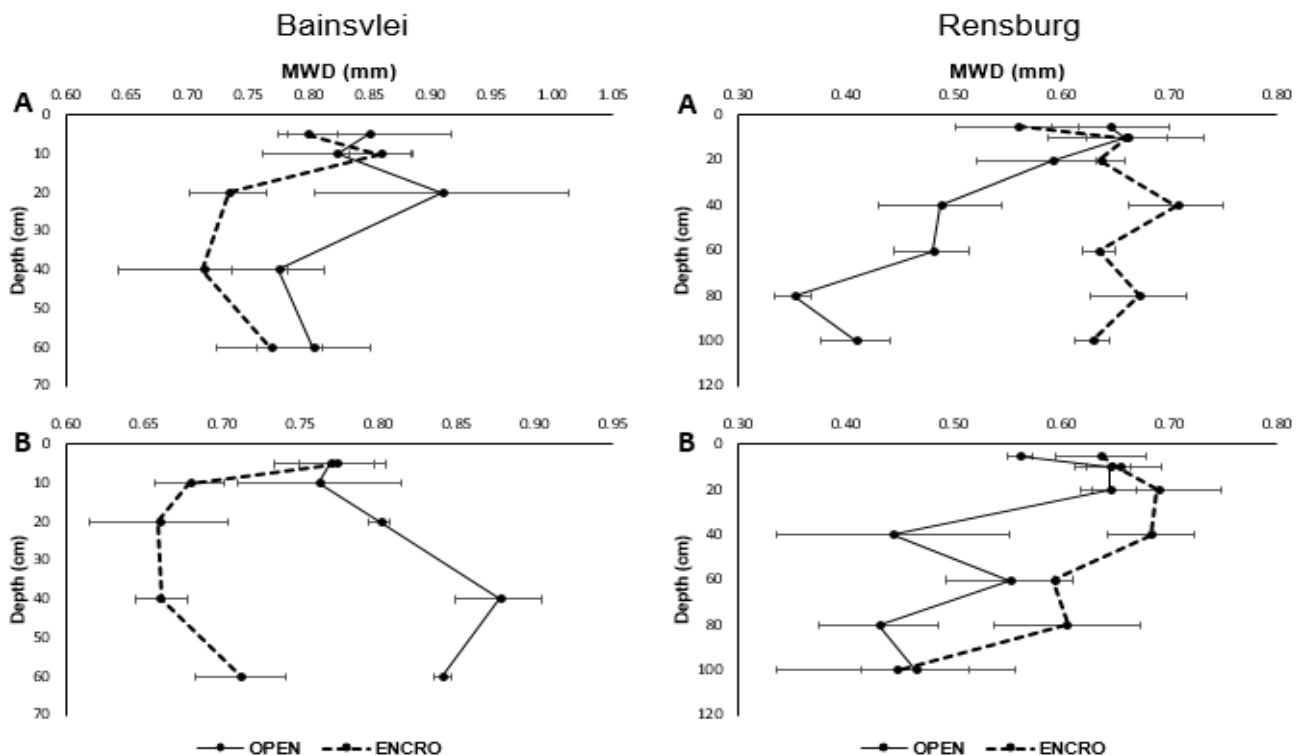 Bainsvlei
MWD (mm)
A
0.60 0.65 0.70 0.75 0.80 0.85 0.90 0.95 1.00 1.05
0
10
20
30
40
50
60
70
Depth (cm)
Rensburg
MWD (mm)
A
0.30 0.40 0.50 0.60 0.70 0.80
0
20
40
60
80
100
120
Depth (cm)
B
0.60 0.65 0.70 0.75 0.80 0.85 0.90 0.95
0
10
20
30
40
50
60
70
Depth (cm)
OPEN ENCRO
B
0.30 0.40 0.50 0.60 0.70 0.80
0
20
40
60
80
100
120
Depth (cm)
OPEN ENCRO